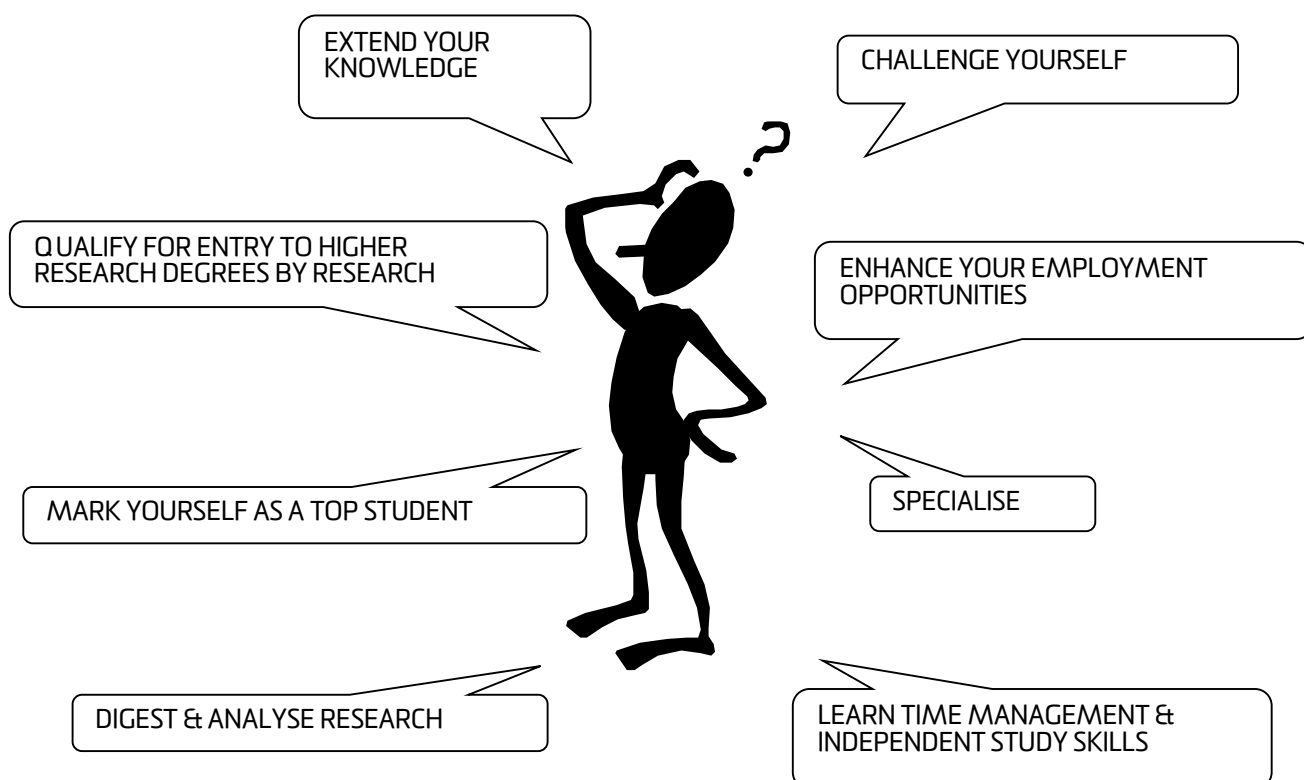 EXTEND YOUR
KNOWLEDGE
CHALLENGE YOURSELF
?
QUALIFY FOR ENTRY TO HIGHER
RESEARCH DEGREES BY RESEARCH
ENHANCE YOUR EMPLOYMENT
OPPORTUNITIES
MARK YOURSELF AS A TOP STUDENT
SPECIALISE
DIGEST & ANALYSE RESEARCH
LEARN TIME MANAGEMENT &
INDEPENDENT STUDY SKILLS